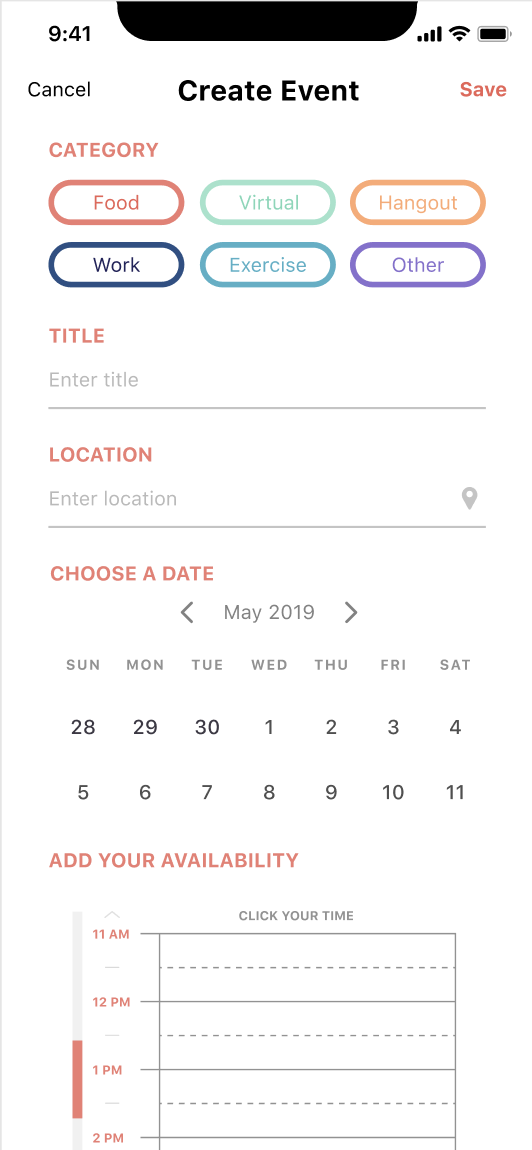 9:41
Cancel Create Event Save
CATEGORY
Food Virtual Hangout
Work Exercise Other
TITLE
Enter title
LOCATION
Enter location
CHOOSE A DATE
May 2019
SUN MON TUE WED THU FRI SAT
28 29 30 1 2 3 4
5 6 7 8 9 10 11
ADD YOUR AVAILABILITY
CLICK YOUR TIME
11 AM
12 PM
1 PM
2 PM